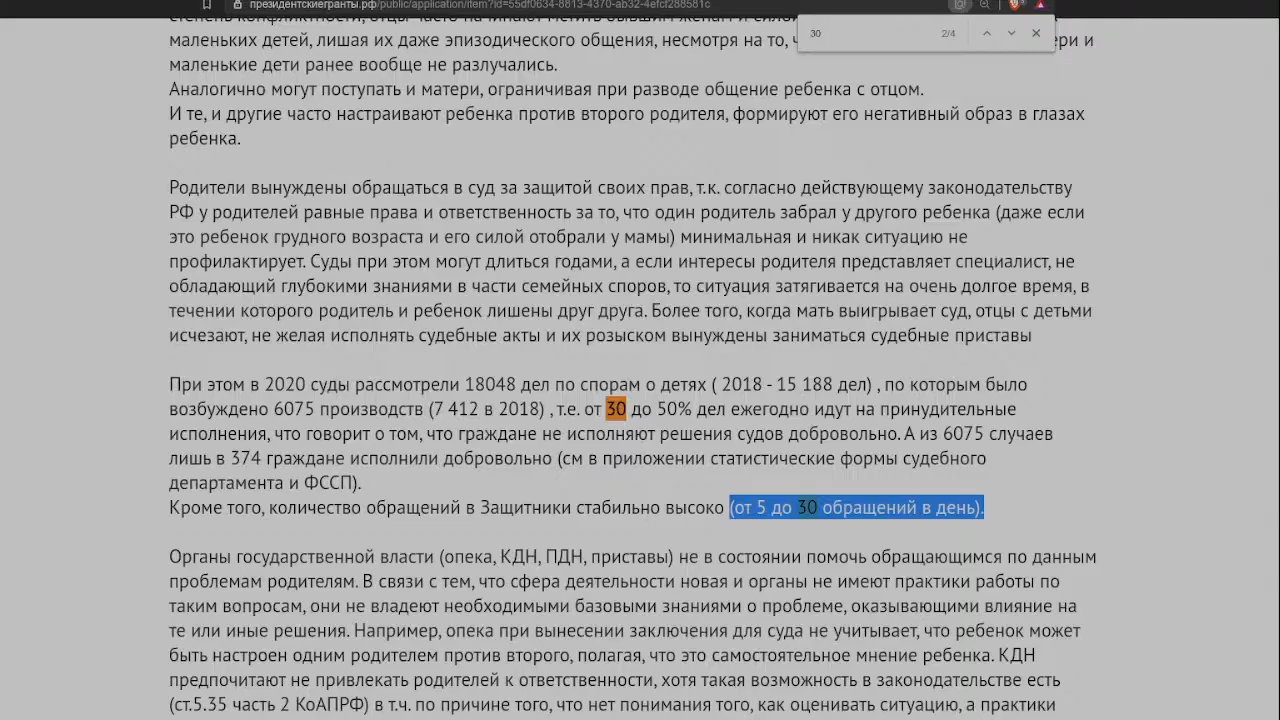 президентскиегранты.рф/public/application/item?id=55df0634-8813-4370-ab32-4efcf288581c
30 2/4
маленьких детей, лишая их даже эпизодического общения, несмотря на то, ч ери и
маленькие дети ранее вообще не разлучались.
Аналогично могут поступать и матери, ограничивая при разводе общение ребенка с отцом.
И те, и другие часто настраивают ребенка против второго родителя, формируют его негативный образ в глазах
ребенка.
Родители вынуждены обращаться в суд за защитой своих прав, т.к. согласно действующему законодательству
РФ у родителей равные права и ответственность за то, что один родитель забрал у другого ребенка (даже если
это ребенок грудного возраста и его силой отобрали у мамы) минимальная и никак ситуацию не
профилактирует. Суды при этом могут длиться годами, а если интересы родителя представляет специалист, не
обладающий глубокими знаниями в части семейных споров, то ситуация затягивается на очень долгое время, в
течении которого родитель и ребенок лишены друг друга. Более того, когда мать выигрывает суд, отцы с детьми
исчезают, не желая исполнять судебные акты и их розыском вынуждены заниматься судебные приставы
При этом в 2020 суды рассмотрели 18048 дел по спорам о детях ( 2018 - 15 188 дел) , по которым было
возбуждено 6075 производств (7 412 в 2018) , т.е. от 30 до 50% дел ежегодно идут на принудительные
исполнения, что говорит о том, что граждане не исполняют решения судов добровольно. А из 6075 случаев
лишь в 374 граждане исполнили добровольно (см в приложении статистические формы судебного
департамента и ФССП).
Кроме того, количество обращений в Защитники стабильно высоко (от 5 до 30 обращений в день).
Органы государственной власти (опека, КДН, ПДН, приставы) не в состоянии помочь обращающимся по данным
проблемам родителям. В связи с тем, что сфера деятельности новая и органы не имеют практики работы по
таким вопросам, они не владеют необходимыми базовыми знаниями о проблеме, оказывающими влияние на
те или иные решения. Например, опека при вынесении заключения для суда не учитывает, что ребенок может
быть настроен одним родителем против второго, полагая, что это самостоятельное мнение ребенка. КДН
предпочитают не привлекать родителей к ответственности, хотя такая возможность в законодательстве есть
(ст.5.35 часть 2 КоАПРФ) в т.ч. по причине того, что нет понимания того, как оценивать ситуацию, а практики